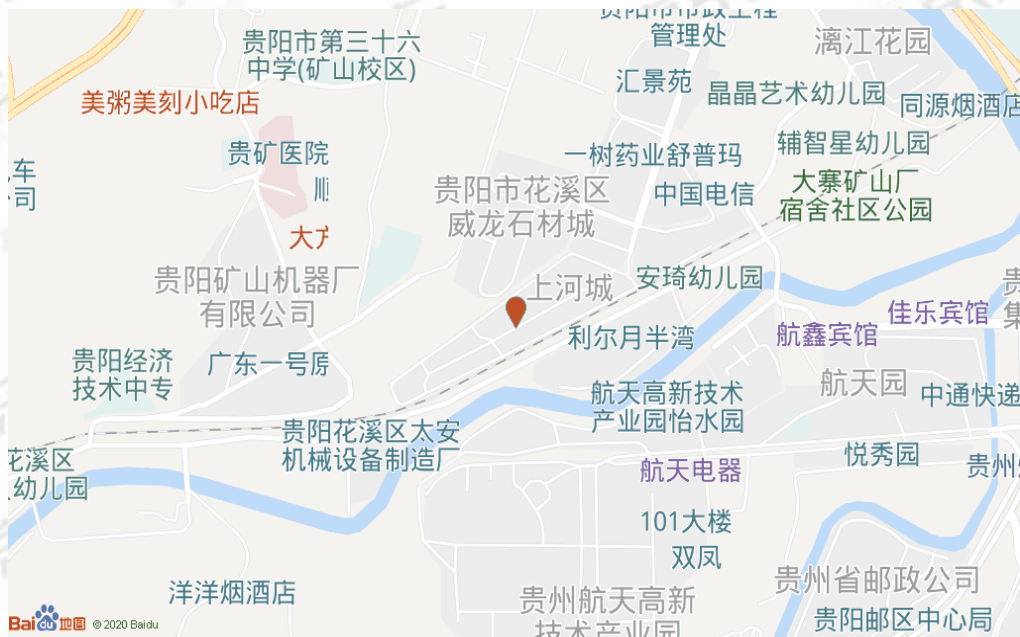 贵阳市市政工程
管理处
漓江花园
贵阳市第三十六
中学(矿山校区)
汇景苑
晶晶艺术幼儿园
美粥美刻小吃店
同源烟酒店
辅智星幼儿园
贵矿医院
一树药业舒普玛
车
司
顺
贵阳市花溪区
威龙石材城
中国电信
大寨矿山厂
宿舍社区公园
大方
贵阳矿山机器厂
有限公司
上河城
安琦幼儿园
贵
集
佳乐宾馆
利尔月半湾
航鑫宾馆
贵阳经济
技术中专
广东一号原
航天高新技术
产业园怡水园
航天园
中通快递
贵阳花溪区太安
机械设备制造厂
花溪区
幼儿园
航天电器
悦秀园
贵州
101大楼
双凤
洋洋烟酒店
贵州航天高新
技术产业园
贵州省邮政公司
贵阳邮区中心局
Bai du 地图 © 2020 Baidu